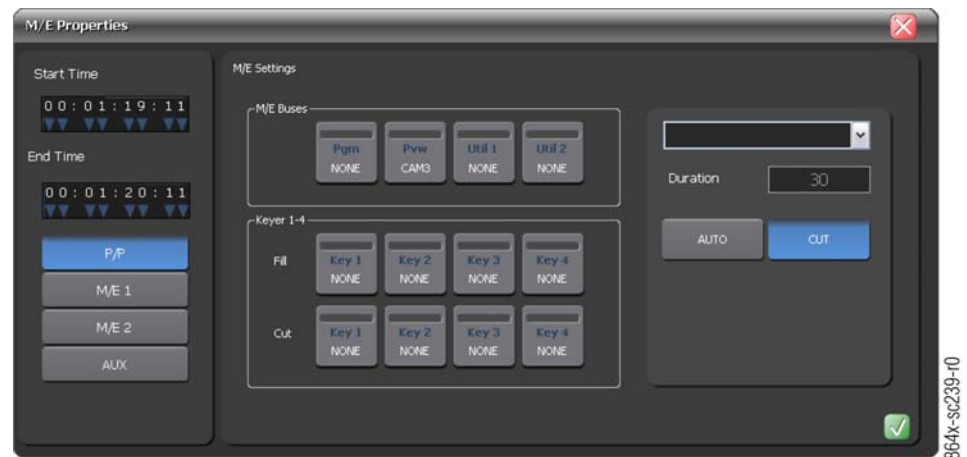 M/E Properties
Start Time
00:01:19:11
End Time
00:01:20:11
P/P
M/E 1
M/E 2
AUX
M/E Settings
M/E Buses
Pgm Pvw Util 1 Util 2
NONE CAM3 NONE NONE
Keyer 1-4
Fill Key 1 Key 2 Key 3 Key 4
NONE NONE NONE NONE
Cut Key 1 Key 2 Key 3 Key 4
NONE NONE NONE NONE
Duration 30
AUTO CUT
864x-sc239-r0